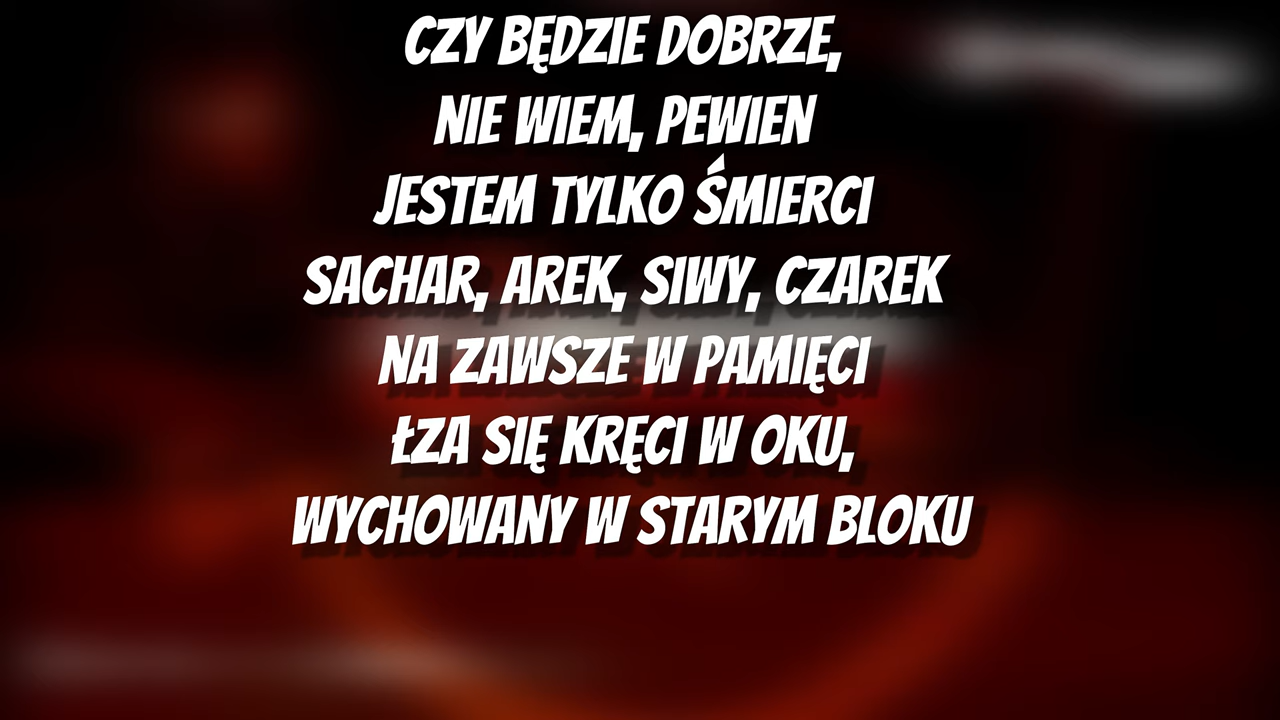 CZY BĘDZIE DOBRZE,
NIE WIEM, PEWIEN
JESTEM TYLKO ŚMIERCI
SACHAR, AREK, SIWY, CZAREK
NA ZAWSZE W PAMIĘCI
ŁZA SIĘ KRĘCI W OKU,
WYCHOWANY W STARYM BLOKU